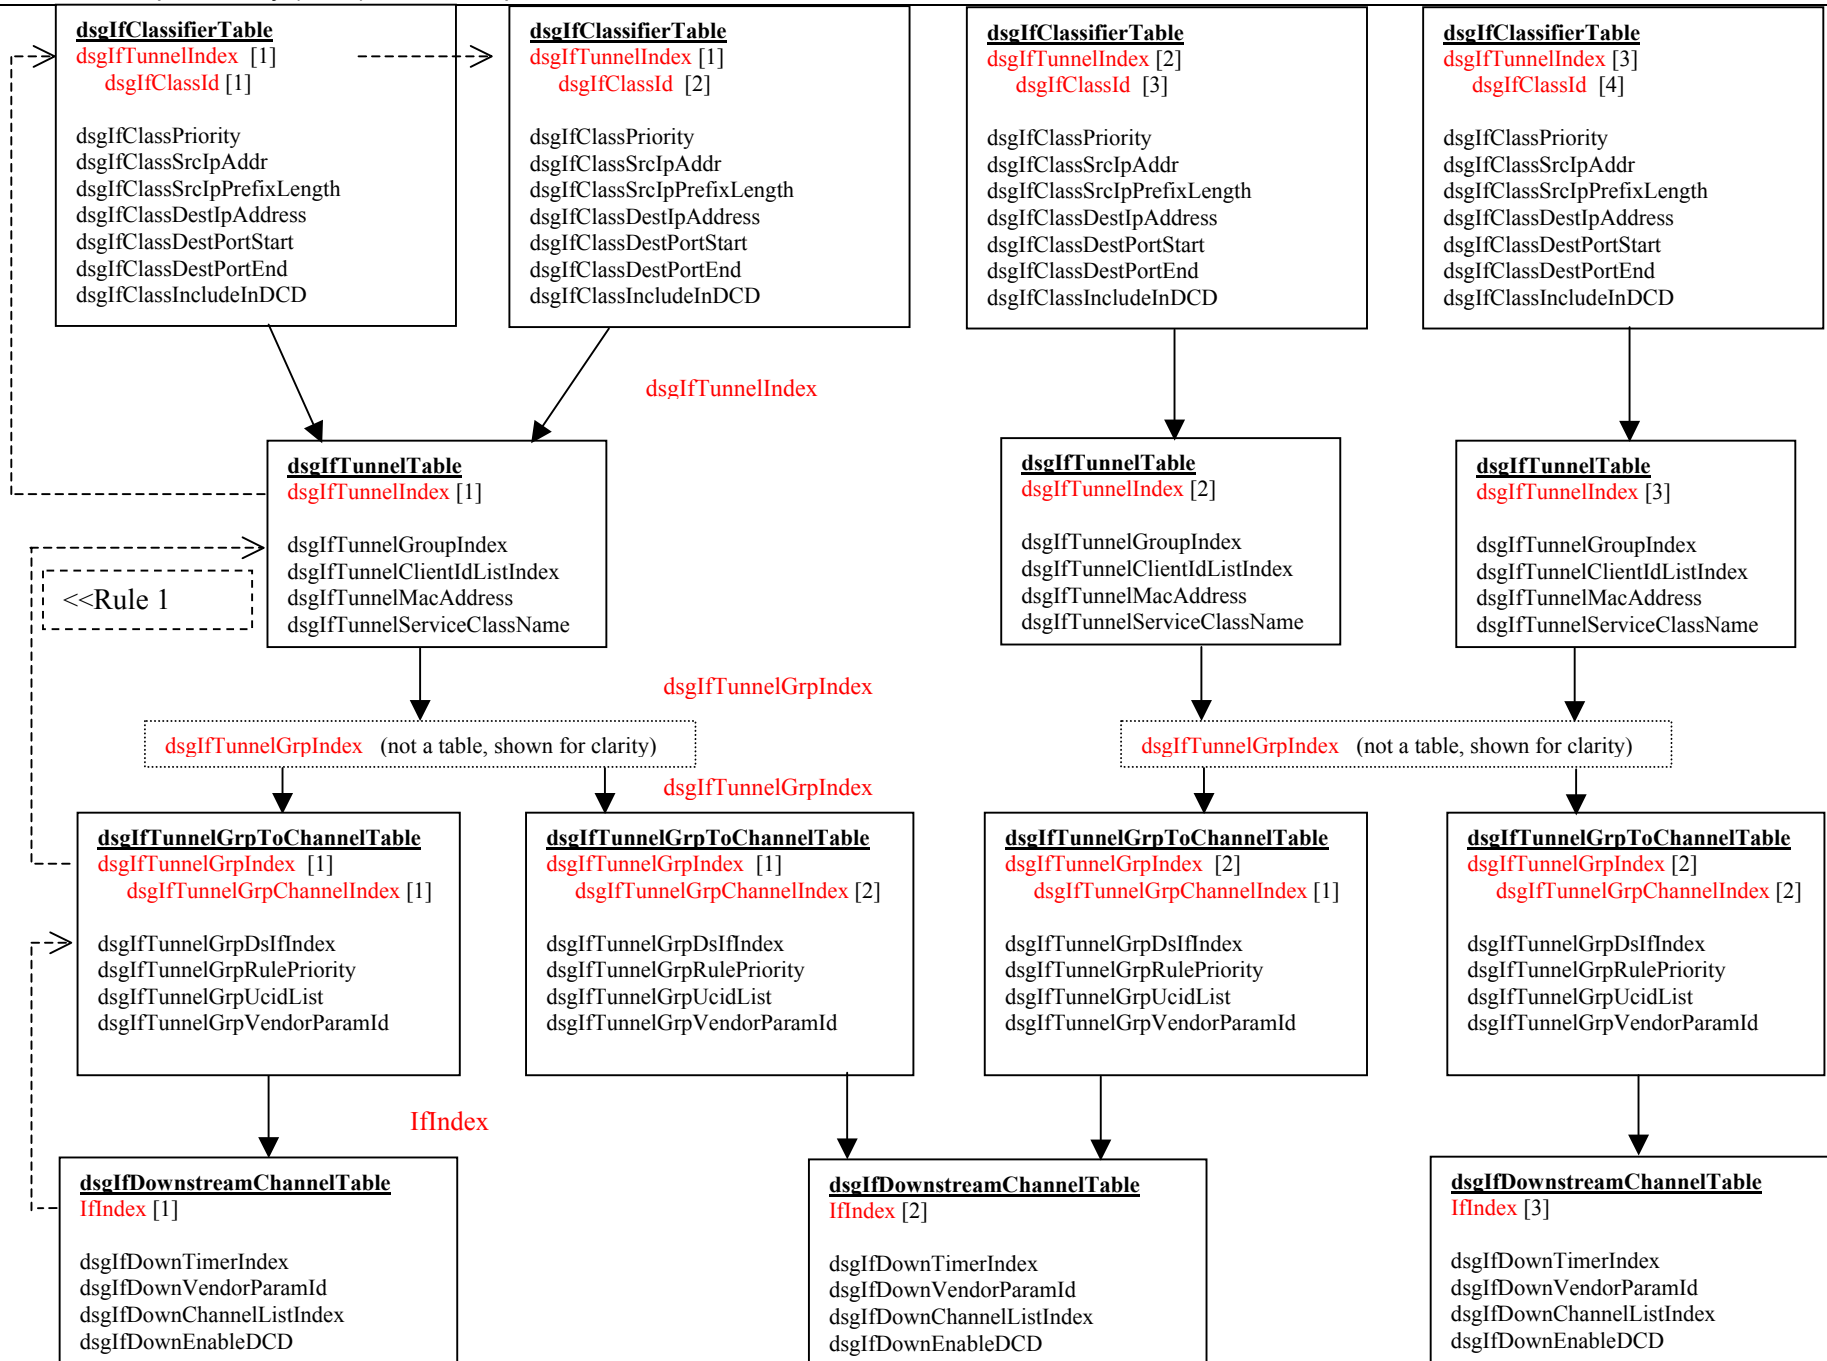 dsgIfClassifierTable
dsgIfTunnelIndex [1]
dsgIfClassId [1]
dsgIfClassPriority
dsgIfClassSrcIpAddr
dsgIfClassSrcIpPrefixLength
dsgIfClassDestIpAddress
dsgIfClassDestPortStart
dsgIfClassDestPortEnd
dsgIfClassIncludeInDCD
dsgIfClassifierTable
dsgIfTunnelIndex [1]
dsgIfClassId [2]
dsgIfClassPriority
dsgIfClassSrcIpAddr
dsgIfClassSrcIpPrefixLength
dsgIfClassDestIpAddress
dsgIfClassDestPortStart
dsgIfClassDestPortEnd
dsgIfClassIncludeInDCD
dsgIfClassifierTable
dsgIfTunnelIndex [2]
dsgIfClassId [3]
dsgIfClassPriority
dsgIfClassSrcIpAddr
dsgIfClassSrcIpPrefixLength
dsgIfClassDestIpAddress
dsgIfClassDestPortStart
dsgIfClassDestPortEnd
dsgIfClassIncludeInDCD
dsgIfClassifierTable
dsgIfTunnelIndex [3]
dsgIfClassId [4]
dsgIfClassPriority
dsgIfClassSrcIpAddr
dsgIfClassSrcIpPrefixLength
dsgIfClassDestIpAddress
dsgIfClassDestPortStart
dsgIfClassDestPortEnd
dsgIfClassIncludeInDCD
dsgIfTunnelIndex
dsgIfTunnelTable
dsgIfTunnelIndex [1]
dsgIfTunnelGroupIndex
dsgIfTunnelClientIdListIndex
dsgIfTunnelMacAddress
dsgIfTunnelServiceClassName
dsgIfTunnelTable
dsgIfTunnelIndex [2]
dsgIfTunnelGroupIndex
dsgIfTunnelClientIdListIndex
dsgIfTunnelMacAddress
dsgIfTunnelServiceClassName
dsgIfTunnelTable
dsgIfTunnelIndex [3]
dsgIfTunnelGroupIndex
dsgIfTunnelClientIdListIndex
dsgIfTunnelMacAddress
dsgIfTunnelServiceClassName
<<Rule 1
dsgIfTunnelGrpIndex
dsgIfTunnelGrpIndex (not a table, shown for clarity)
dsgIfTunnelGrpIndex (not a table, shown for clarity)
dsgIfTunnelGrpIndex
dsgIfTunnelGrpToChannelTable
dsgIfTunnelGrpIndex [1]
dsgIfTunnelGrpChannelIndex [1]
dsgIfTunnelGrpDsIfIndex
dsgIfTunnelGrpRulePriority
dsgIfTunnelGrpUcidList
dsgIfTunnelGrpVendorParamId
dsgIfTunnelGrpToChannelTable
dsgIfTunnelGrpIndex [1]
dsgIfTunnelGrpChannelIndex [2]
dsgIfTunnelGrpDsIfIndex
dsgIfTunnelGrpRulePriority
dsgIfTunnelGrpUcidList
dsgIfTunnelGrpVendorParamId
dsgIfTunnelGrpToChannelTable
dsgIfTunnelGrpIndex [2]
dsgIfTunnelGrpChannelIndex [1]
dsgIfTunnelGrpDsIfIndex
dsgIfTunnelGrpRulePriority
dsgIfTunnelGrpUcidList
dsgIfTunnelGrpVendorParamId
dsgIfTunnelGrpToChannelTable
dsgIfTunnelGrpIndex [2]
dsgIfTunnelGrpChannelIndex [2]
dsgIfTunnelGrpDsIfIndex
dsgIfTunnelGrpRulePriority
dsgIfTunnelGrpUcidList
dsgIfTunnelGrpVendorParamId
IfIndex
dsgIfDownstreamChannelTable
IfIndex [1]
dsgIfDownTimerIndex
dsgIfDownVendorParamId
dsgIfDownChannelListIndex
dsgIfDownEnableDCD
dsgIfDownstreamChannelTable
IfIndex [2]
dsgIfDownTimerIndex
dsgIfDownVendorParamId
dsgIfDownChannelListIndex
dsgIfDownEnableDCD
dsgIfDownstreamChannelTable
IfIndex [3]
dsgIfDownTimerIndex
dsgIfDownVendorParamId
dsgIfDownChannelListIndex
dsgIfDownEnableDCD